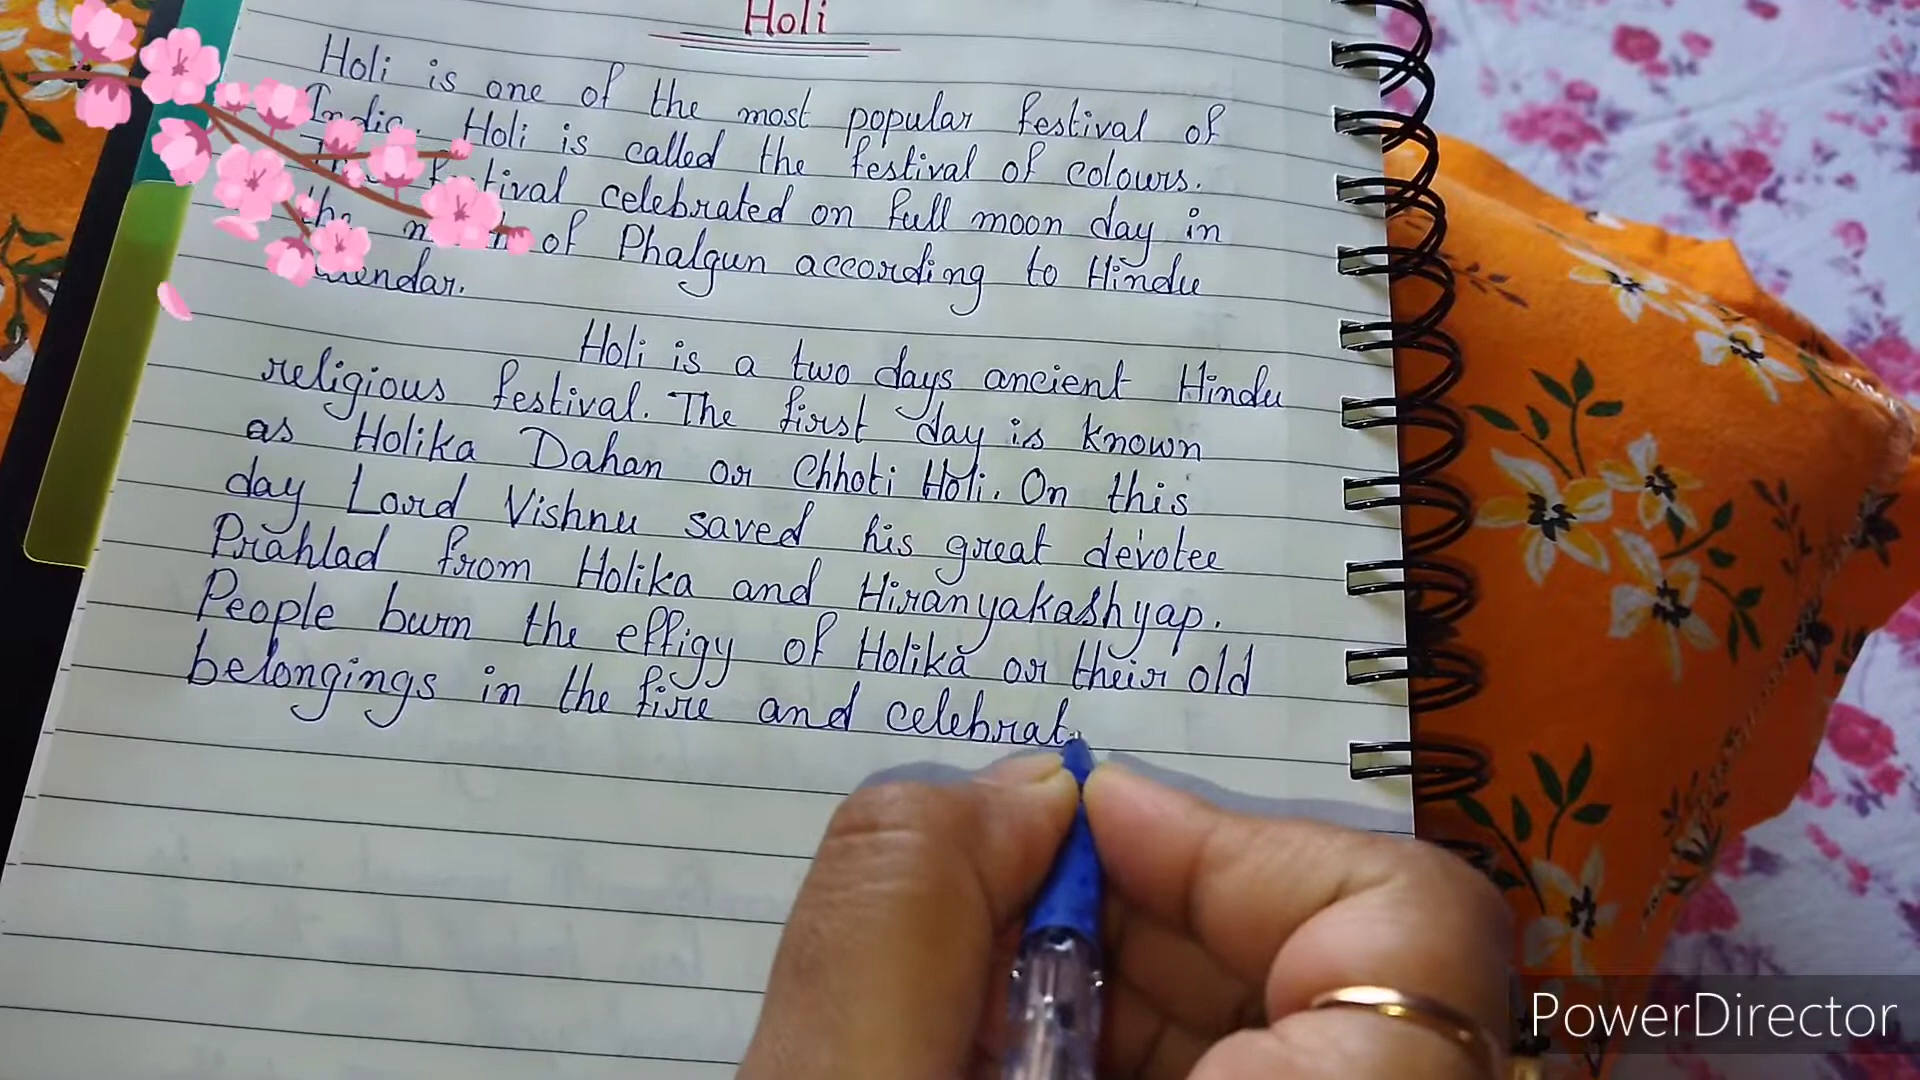 Holi
Holi is one of the most popular festival of
India. Holi is called the festival of colours.
festival celebrated on full moon day in
the of Phalgun according to Hindu
calendar.
Holi is a two days ancient Hindu
religious festival. The first day is known
as Holika Dahan or Chhoti Holi. On this
day Lord Vishnu saved his great devotee
Prahlad from Holika and Hiranyakashyap.
People burn the effigy of Holika or their old
belongings in the fire and celebrat
PowerDirector